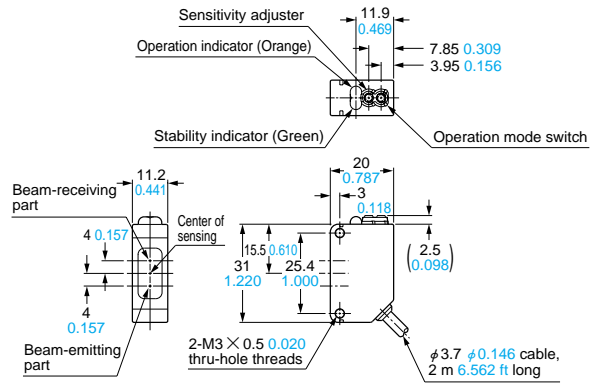 Sensitivity adjuster
11.9
0.469
Operation indicator (Orange)
7.85 0.309
3.95 0.156
Stability indicator (Green)
Operation mode switch
11.2
0.441
20
0.787
3
0.118
Beam-receiving
part
Center of
sensing
4 0.157
15.5 0.610
31
1.220
25.4
1.000
(2.5
0.098)
4
0.157
Beam-emitting
part
2-M3 × 0.5 0.020
thru-hole threads
φ3.7 φ0.146 cable,
2 m 6.562 ft long